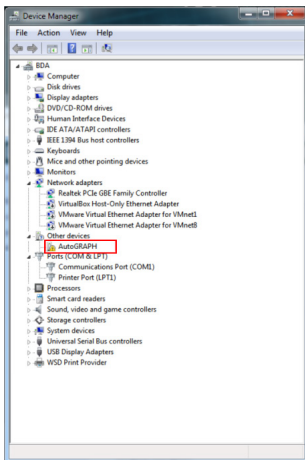 Device Manager
File Action View Help
BDA
Computer
Disk drives
Display adapters
DVD/CD-ROM drives
Human Interface Devices
IDE ATA/ATAPI controllers
IEEE 1394 Bus host controllers
Keyboards
Mice and other pointing devices
Monitors
Network adapters
Realtek PCIe GBE Family Controller
VirtualBox Host-Only Ethernet Adapter
VMware Virtual Ethernet Adapter for VMnet1
VMware Virtual Ethernet Adapter for VMnet8
Other devices
AutoGRAPH
Ports (COM & LPT)
Communications Port (COM1)
Printer Port (LPT1)
Processors
Smart card readers
Sound, video and game controllers
Storage controllers
System devices
Universal Serial Bus controllers
USB Display Adapters
WSD Print Provider